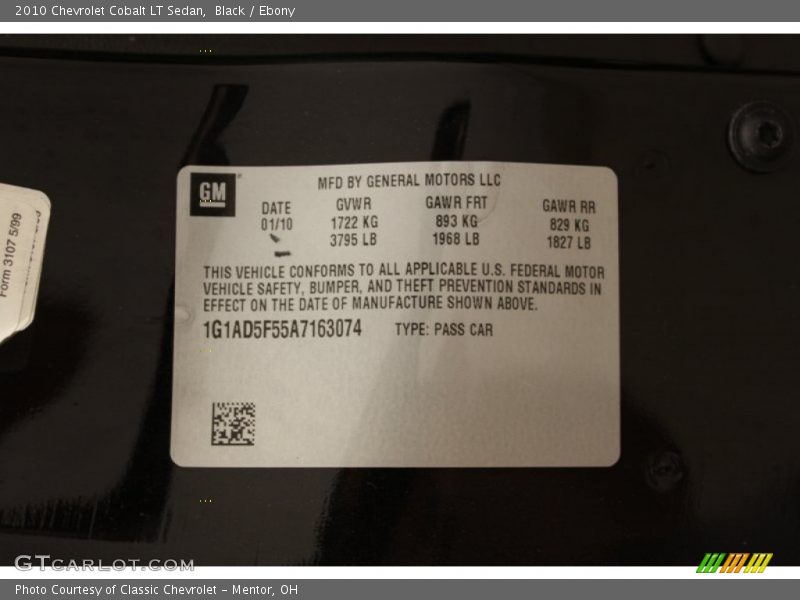 2010 Chevrolet Cobalt LT Sedan, Black / Ebony
Form 3107 5/99
GM
MFD BY GENERAL MOTORS LLC
DATE GVWR GAWR FRT GAWR RR
01/10 1722 KG 893 KG 829 KG
3795 LB 1968 LB 1827 LB
THIS VEHICLE CONFORMS TO ALL APPLICABLE U.S. FEDERAL MOTOR
VEHICLE SAFETY, BUMPER, AND THEFT PREVENTION STANDARDS IN
EFFECT ON THE DATE OF MANUFACTURE SHOWN ABOVE.
1G1AD5F55A7163074 TYPE: PASS CAR
GTCARLOT.COM
Photo Courtesy of Classic Chevrolet - Mentor, OH